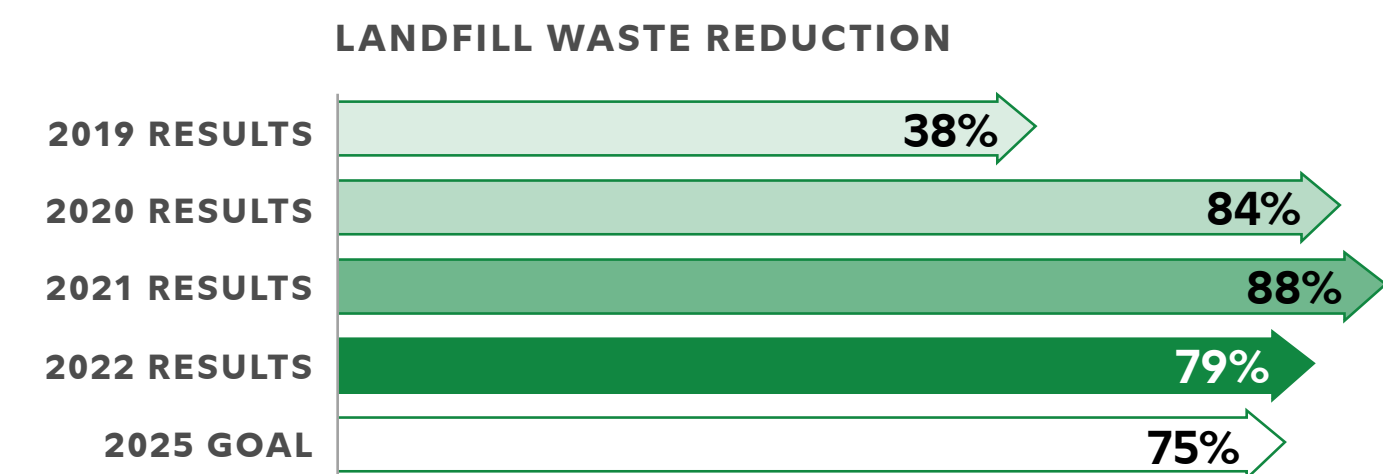 LANDFILL WASTE REDUCTION
2019 RESULTS 38%
2020 RESULTS 84%
2021 RESULTS 88%
2022 RESULTS 79%
2025 GOAL 75%